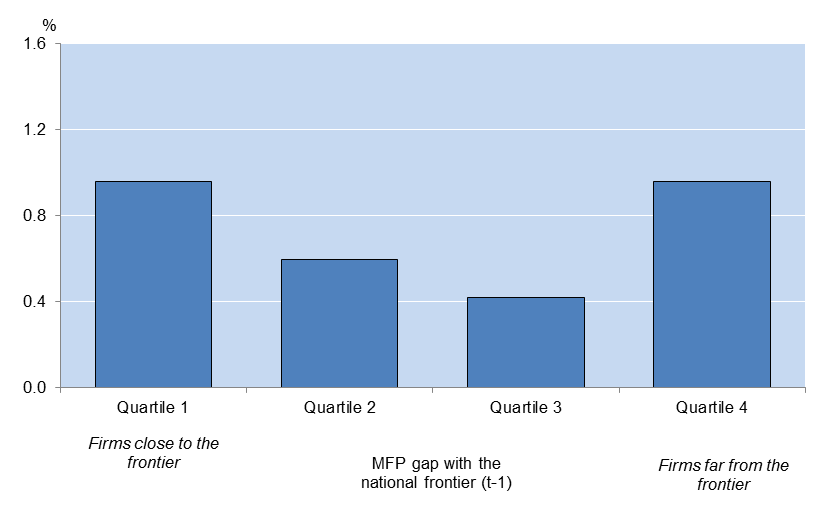 %
1.6
1.2
0.8
0.4
0.0
Quartile 1
Quartile 2
Quartile 3
Quartile 4
Firms close to the
frontier
MFP gap with the
national frontier (t-1)
Firms far from the
frontier